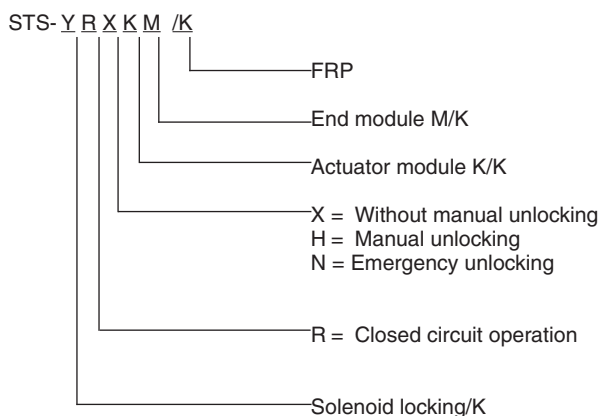 STS- Y R X K M /K
FRP
End module M/K
Actuator module K/K
X = Without manual unlocking
H = Manual unlocking
N = Emergency unlocking
R = Closed circuit operation
Solenoid locking/K